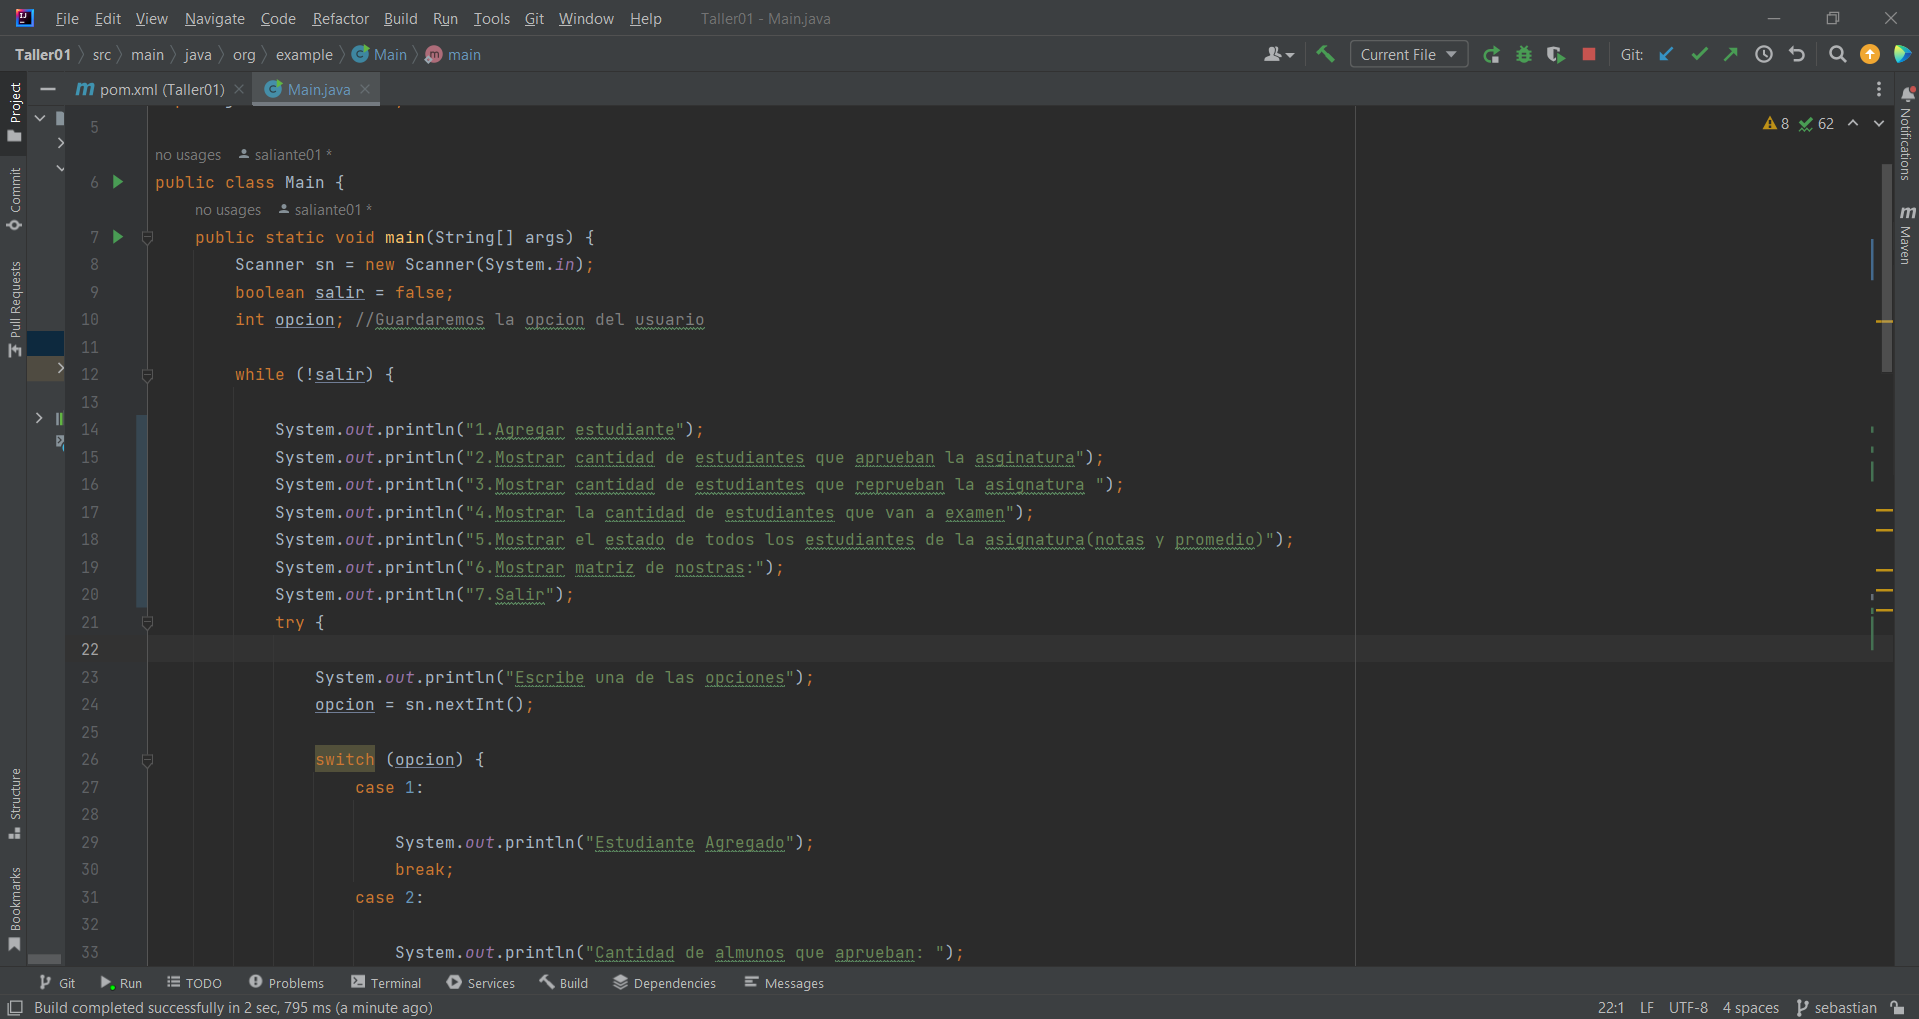 File Edit View Navigate Code Refactor Build Run Tools Git Window Help Taller01 - Main.java
Taller01 src main java org example Main main Current File Git:
pom.xml (Taller01) Main.java
Project
Commit
Pull Requests
Structure
Bookmarks
8 62
5
no usages saliante01 *
6 public class Main {
no usages saliante01 *
7 public static void main(String[] args) {
8 Scanner sn = new Scanner(System.in);
9 boolean salir = false;
10 int opcion; //Guardaremos la opcion del usuario
11
12 while (!salir) {
13
14 System.out.println("1.Agregar estudiante");
15 System.out.println("2.Mostrar cantidad de estudiantes que aprueban la asginatura");
16 System.out.println("3.Mostrar cantidad de estudiantes que reprueban la asignatura ");
17 System.out.println("4.Mostrar la cantidad de estudiantes que van a examen");
18 System.out.println("5.Mostrar el estado de todos los estudiantes de la asignatura(notas y promedio)");
19 System.out.println("6.Mostrar matriz de nostras:");
20 System.out.println("7.Salir");
21 try {
22
23 System.out.println("Escribe una de las opciones");
24 opcion = sn.nextInt();
25
26 switch (opcion) {
27 case 1:
28
29 System.out.println("Estudiante Agregado");
30 break;
31 case 2:
32
33 System.out.println("Cantidad de almunos que aprueban: ");
Notifications
m Maven
Git Run TODO Problems Terminal Services Build Dependencies Messages
Build completed successfully in 2 sec, 795 ms (a minute ago) 22:1 LF UTF-8 4 spaces sebastian